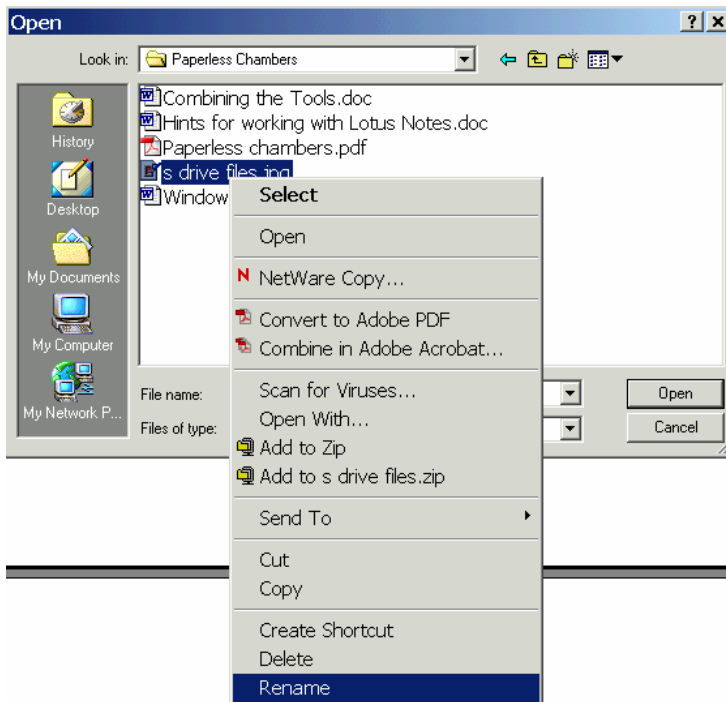 Open
Look in: Paperless Chambers
History
Desktop
My Documents
My Computer
My Network P...
Combining the Tools.doc
Hints for working with Lotus Notes.doc
Paperless chambers.pdf
s drive files.jpg
Window
Select
Open
NetWare Copy...
Convert to Adobe PDF
Combine in Adobe Acrobat...
Scan for Viruses...
Open With...
Add to Zip
Add to s drive files.zip
Send To
Cut
Copy
Create Shortcut
Delete
Rename
File name:
Files of type:
Open
Cancel